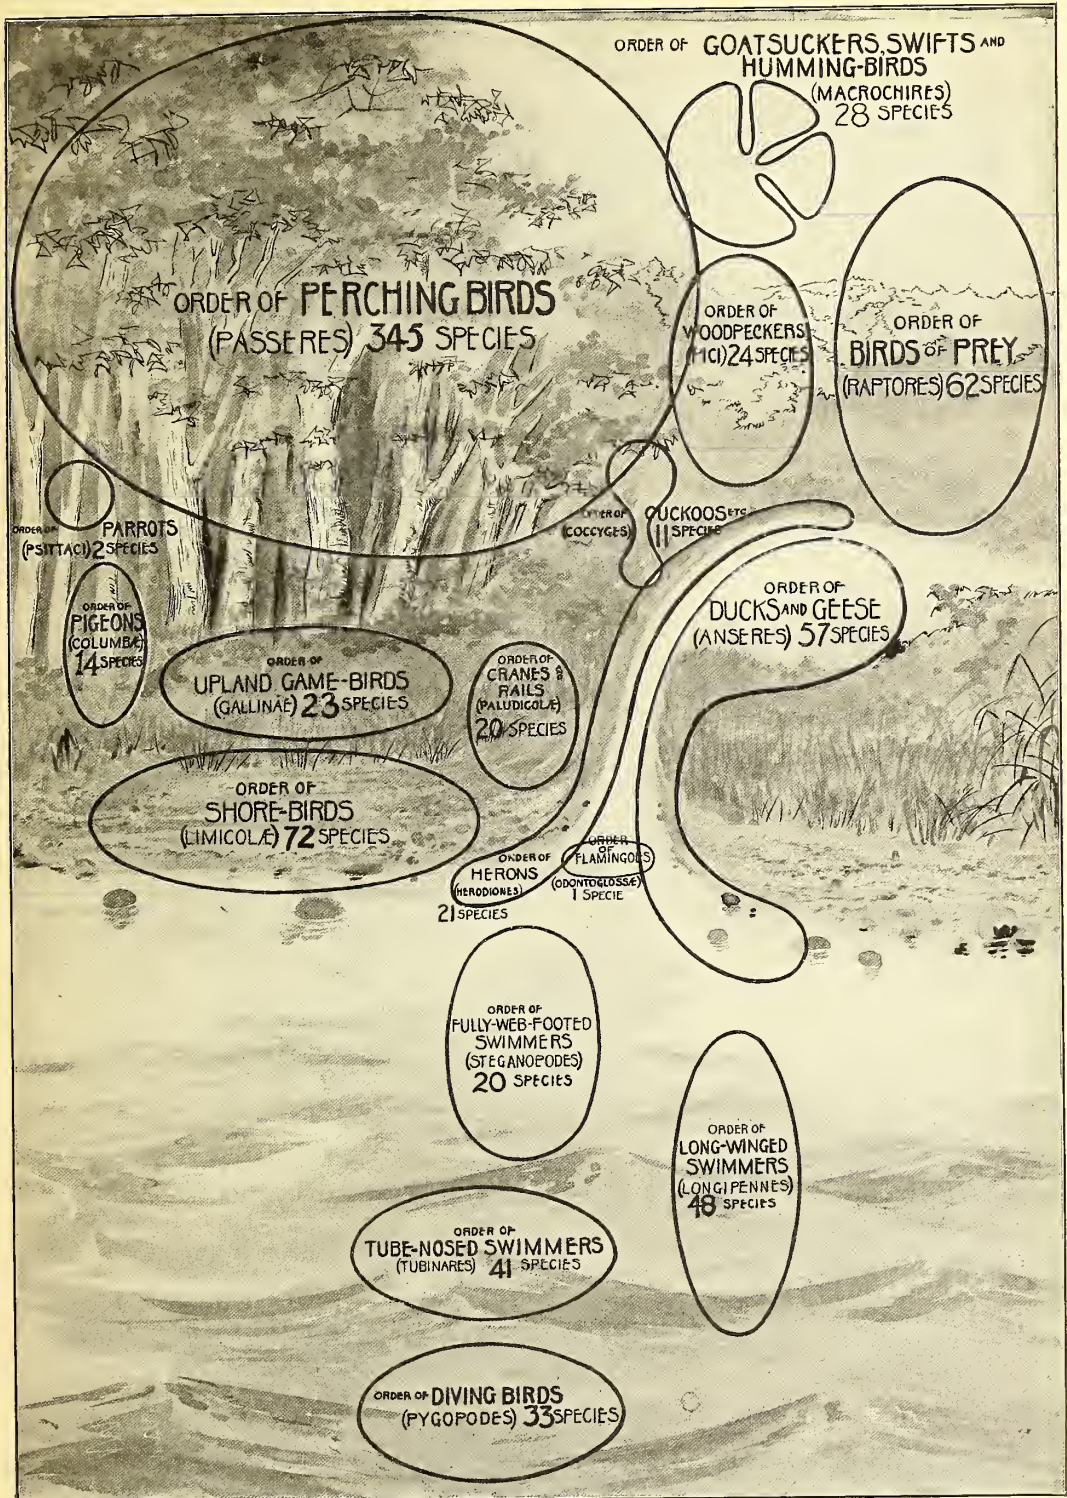 ORDER OF GOATSUCKERS, SWIFTS AND
HUMMING-BIRDS
(MACROCHIRES)
28 SPECIES
ORDER OF PERCHING BIRDS
(PASSERES) 345 SPECIES
ORDER OF
WOODPECKERS
(PICI) 24 SPECIES
ORDER OF
BIRDS OF PREY
(RAPTORES) 62 SPECIES
ORDER OF CUCKOOS ETC
(COCCYGES) 11 SPECIES
ORDER OF PARROTS
(PSITTACI) 2 SPECIES
ORDER OF
PIGEONS
(COLUMBÆ)
14 SPECIES
ORDER OF
UPLAND GAME-BIRDS
(GALLINAE) 23 SPECIES
ORDER OF
CRANES &
RAILS
(PALUDICOLÆ)
20 SPECIES
ORDER OF
DUCKS AND GEESE
(ANSERES) 57 SPECIES
ORDER OF
SHORE-BIRDS
(LIMICOLÆ) 72 SPECIES
ORDER OF
HERONS
(HERODIONES)
21 SPECIES
ORDER
OF
FLAMINGOES
(ODONTOGLOSSÆ)
1 SPECIE
ORDER OF
FULLY-WEB-FOOTED
SWIMMERS
(STEGANOPODES)
20 SPECIES
ORDER OF
LONG-WINGED
SWIMMERS
(LONGIPENNES)
48 SPECIES
ORDER OF
TUBE-NOSED SWIMMERS
(TUBINARES) 41 SPECIES
ORDER OF DIVING BIRDS
(PYGOPODES) 33 SPECIES